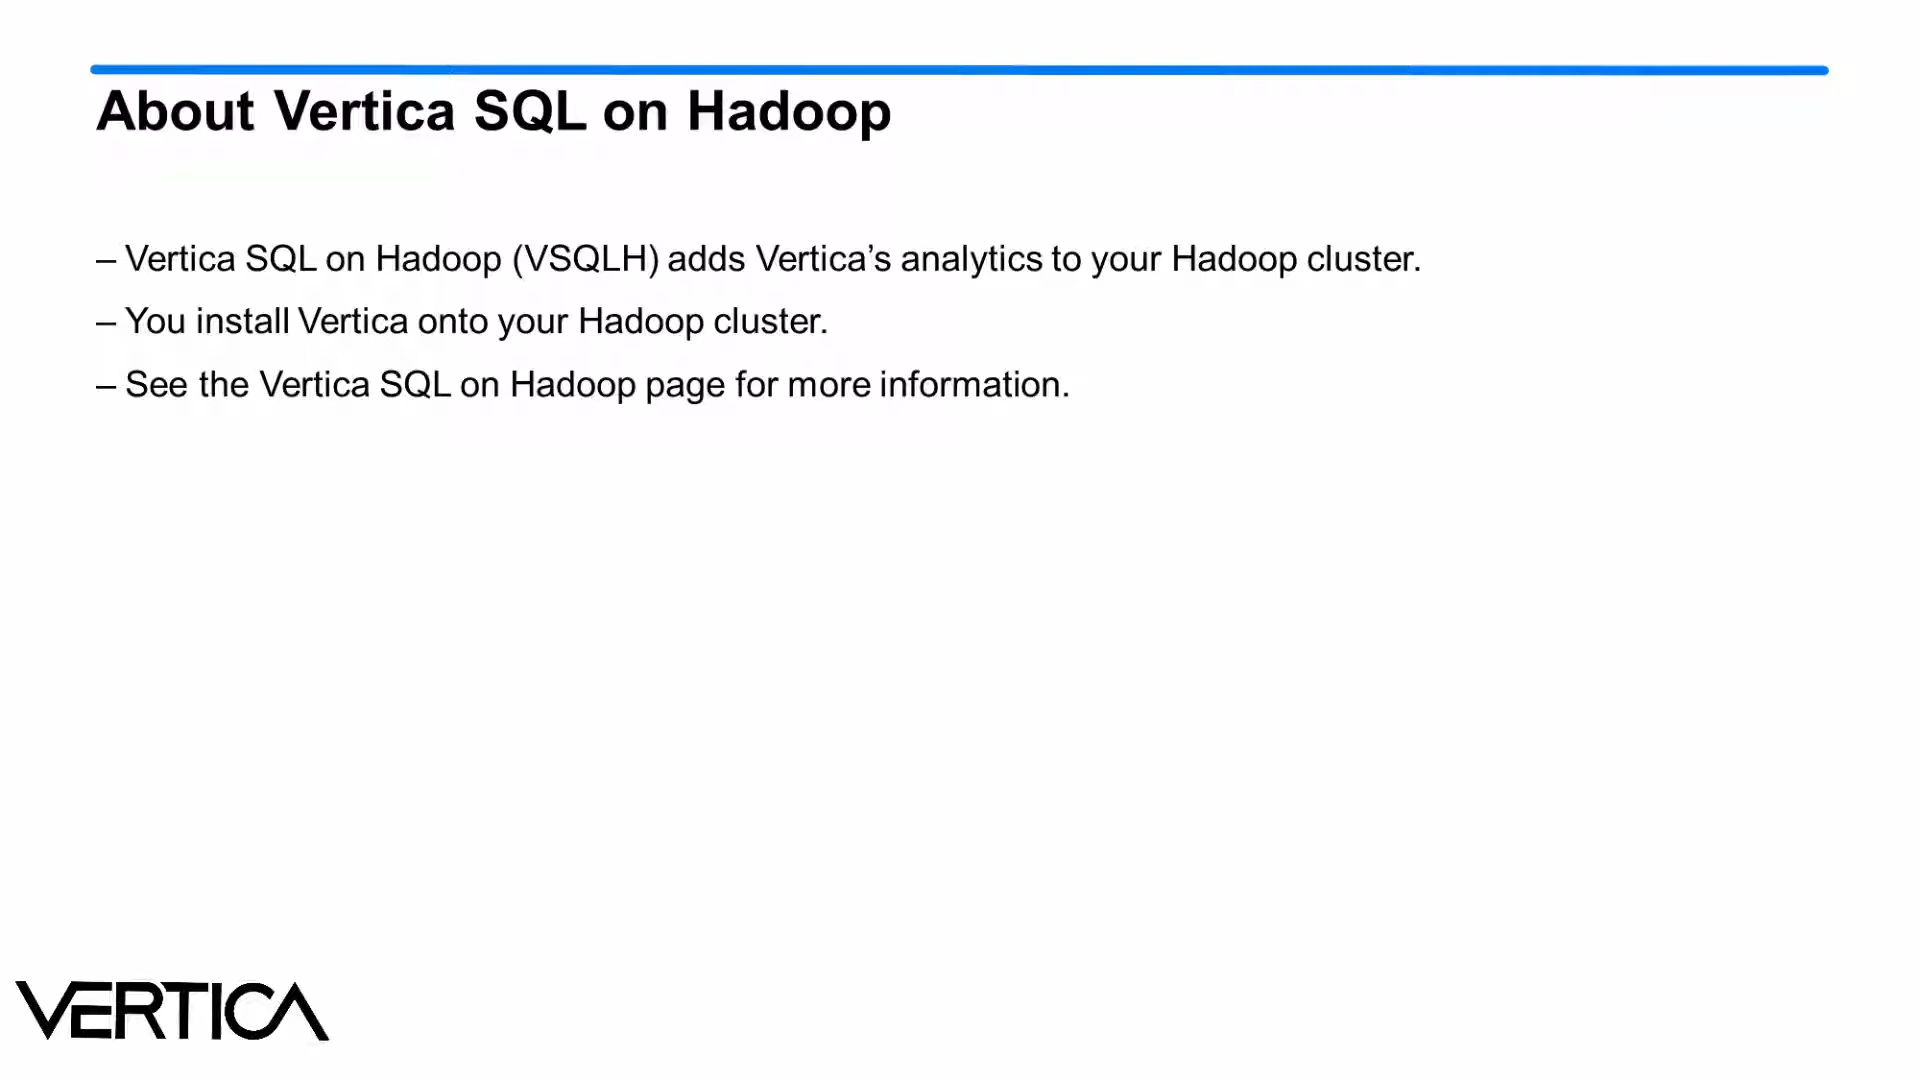 About Vertica SQL on Hadoop
– Vertica SQL on Hadoop (VSQLH) adds Vertica’s analytics to your Hadoop cluster.
– You install Vertica onto your Hadoop cluster.
– See the Vertica SQL on Hadoop page for more information.
VERTICA